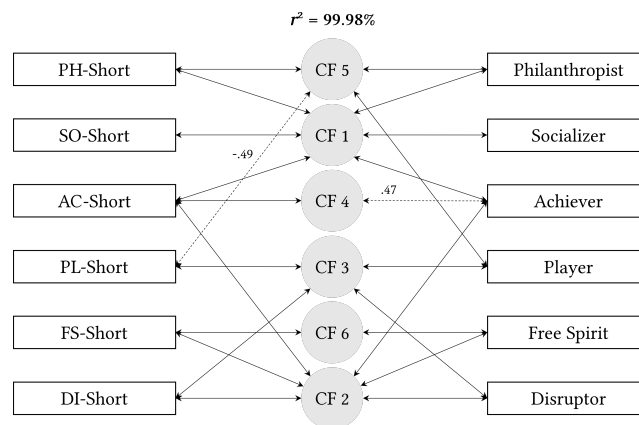 r² = 99.98%
PH-Short CF 5 Philanthropist
SO-Short CF 1 Socializer
-.49
AC-Short CF 4 .47 Achiever
PL-Short CF 3 Player
FS-Short CF 6 Free Spirit
DI-Short CF 2 Disruptor